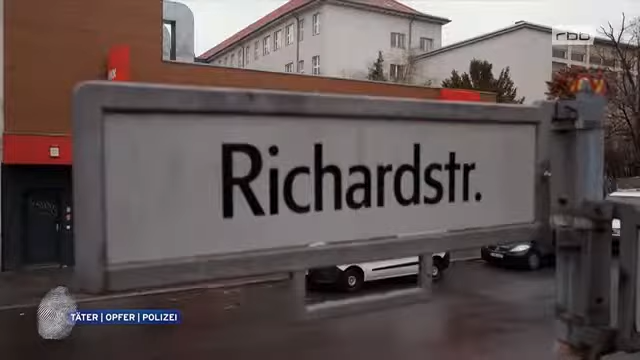 rbb
Richardstr.
TÄTER | OPFER | POLIZEI